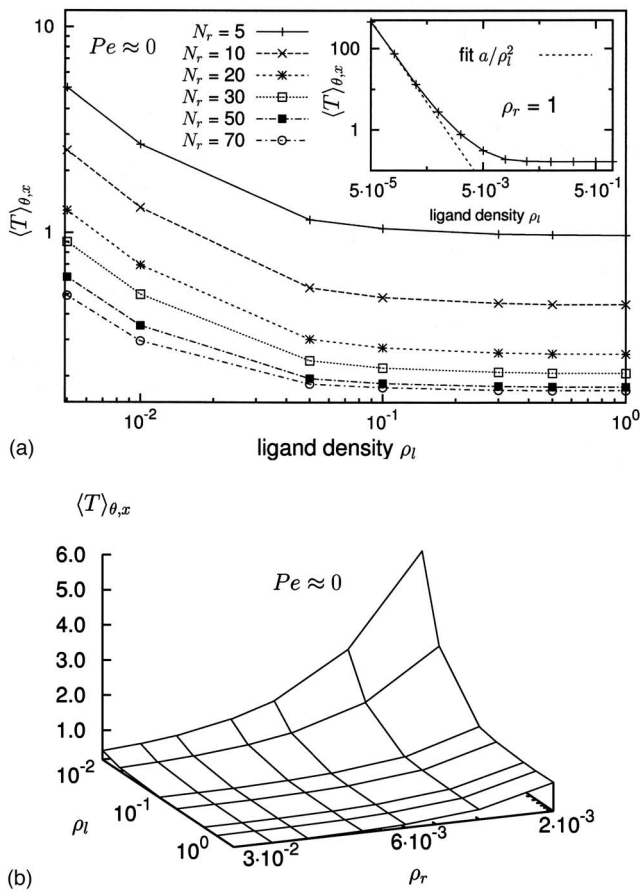 10
Pe ≈ 0
N_r = 5
N_r = 10
N_r = 20
N_r = 30
N_r = 50
N_r = 70
⟨T⟩_θ,x
1
10^-2
10^-1
10^0
ligand density ρ_l
(a)
100
1
⟨T⟩_θ,x
fit a/ρ_l^2
ρ_r = 1
5·10^-5
5·10^-3
5·10^-1
ligand density ρ_l
⟨T⟩_θ,x
6.0
5.0
4.0
3.0
2.0
1.0
Pe ≈ 0
10^-2
10^-1
10^0
ρ_l
3·10^-2
6·10^-3
2·10^-3
ρ_r
(b)